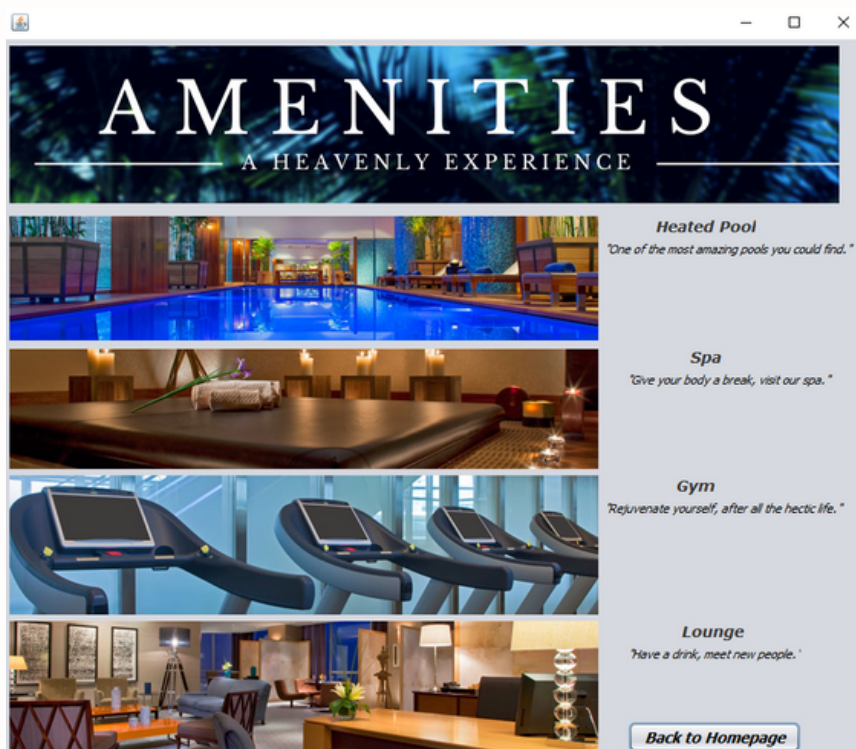 AMENITIES
A HEAVENLY EXPERIENCE
Heated Pool
"One of the most amazing pools you could find."
Spa
"Give your body a break, visit our spa."
Gym
"Rejuvenate yourself, after all the hectic life."
Lounge
"Have a drink, meet new people.'
Back to Homepage